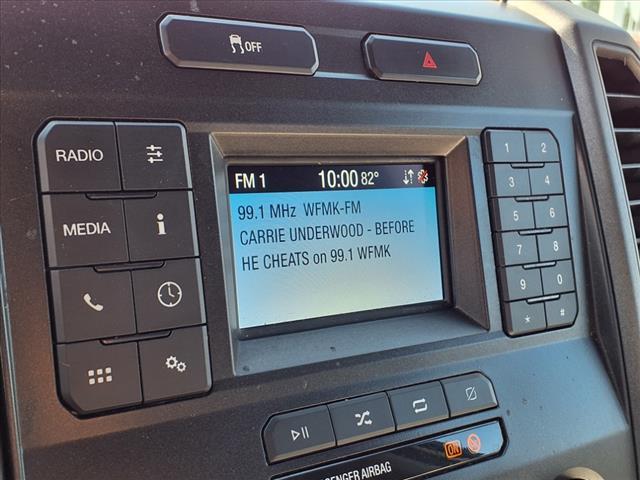 OFF
RADIO
MEDIA
i
FM 1 10:00 82°
99.1 MHz WFMK-FM
CARRIE UNDERWOOD - BEFORE
HE CHEATS on 99.1 WFMK
1 2
3 4
5 6
7 8
9 0
* #
ENGER AIRBAG ON